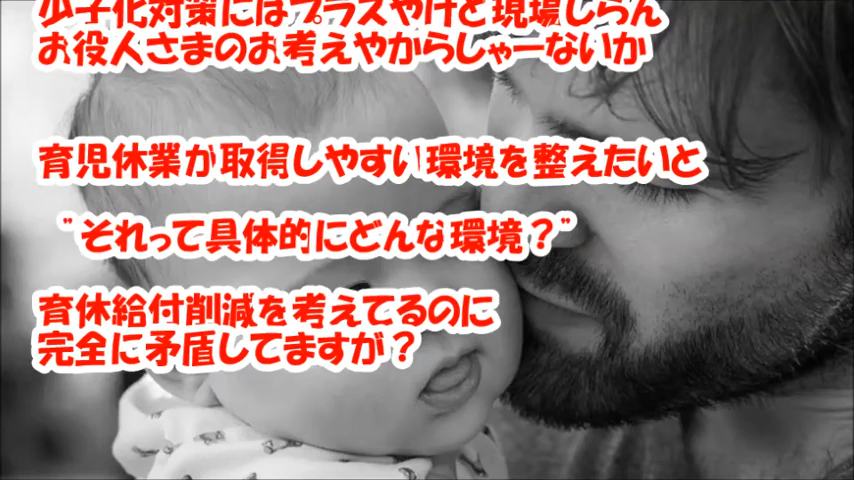 少子化対策にはプラスやけど現場しらん
お役人さまのお考えやからしゃーないか
育児休業が取得しやすい環境を整えたいと
"それって具体的にどんな環境？"
育休給付削減を考えてるのに
完全に矛盾してますが？